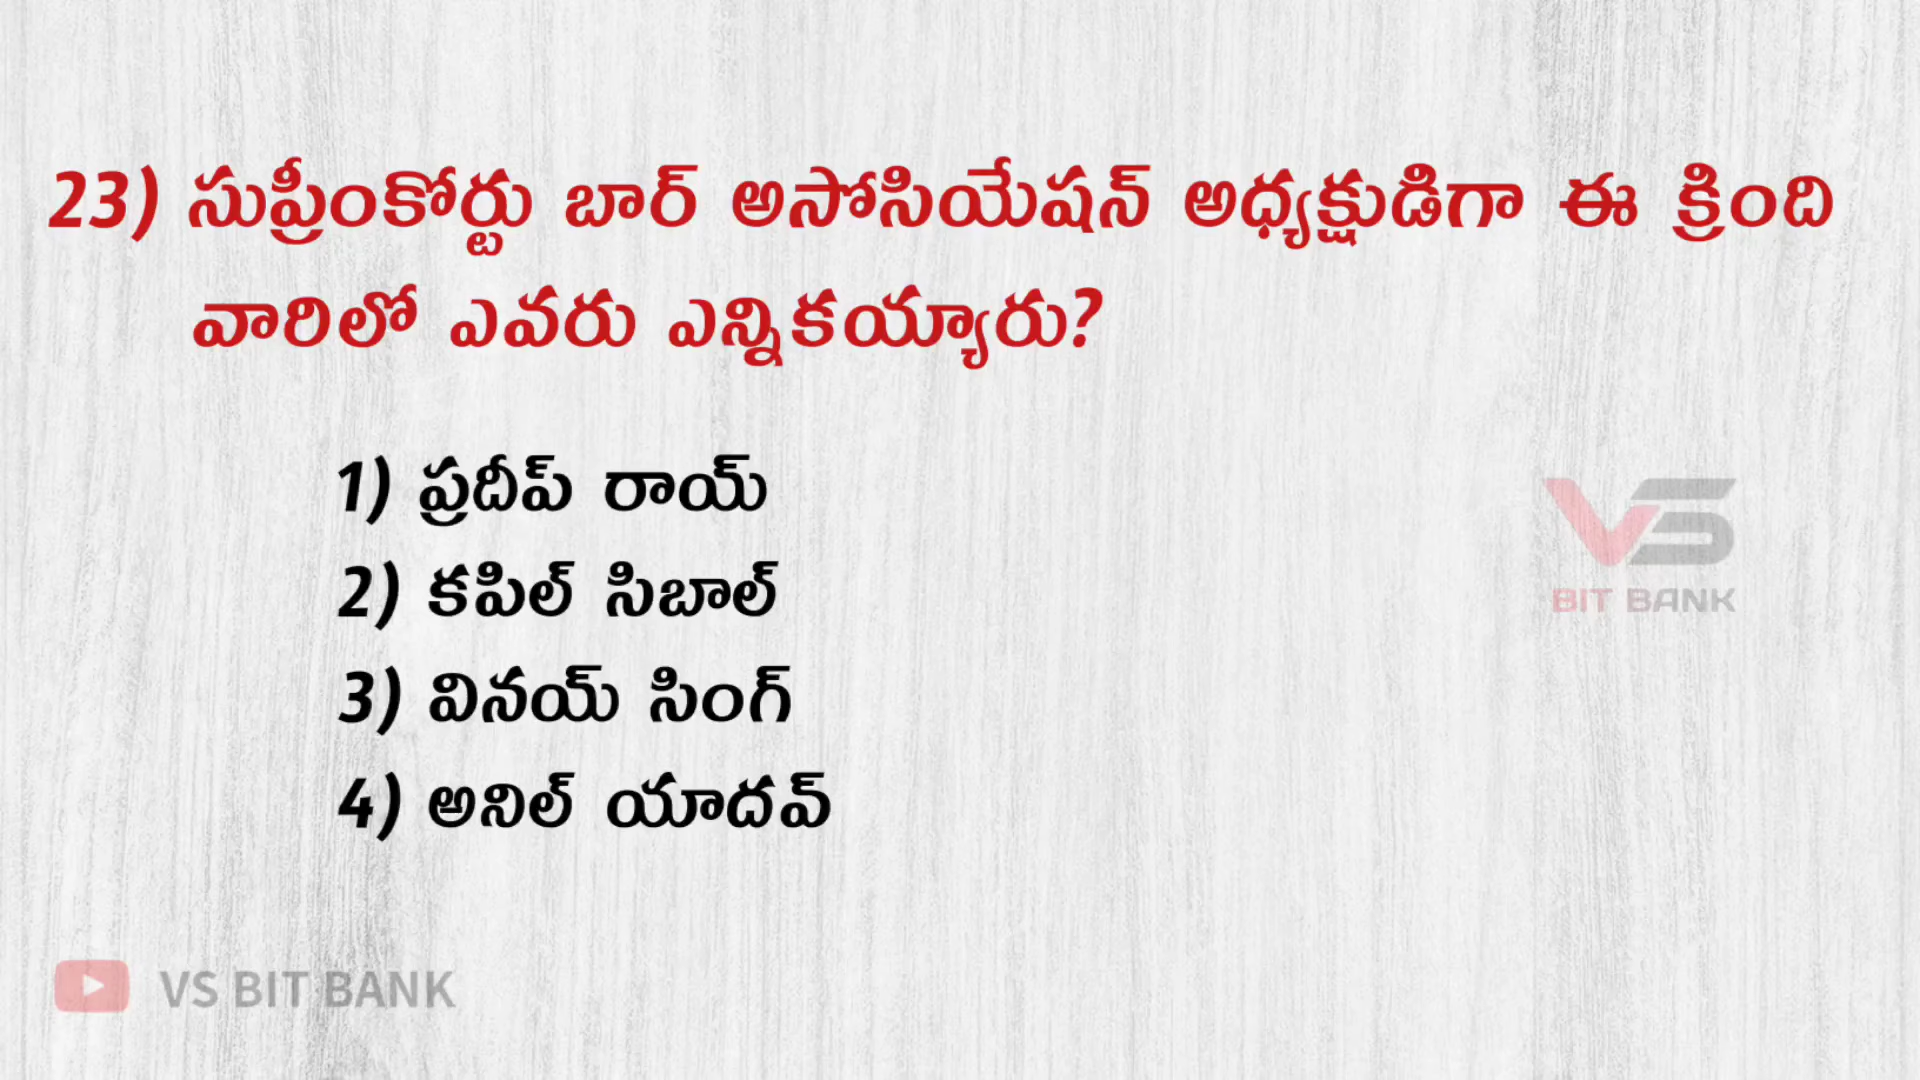 23) సుప్రీంకోర్టు బార్ అసోసియేషన్ అధ్యక్షుడిగా ఈ క్రింది
వారిలో ఎవరు ఎన్నికయ్యారు?
1) ప్రదీప్ రాయ్
2) కపిల్ సిబాల్
VS
BIT BANK
3) వినయ్ సింగ్
4) అనిల్ యాదవ్
VS BIT BANK